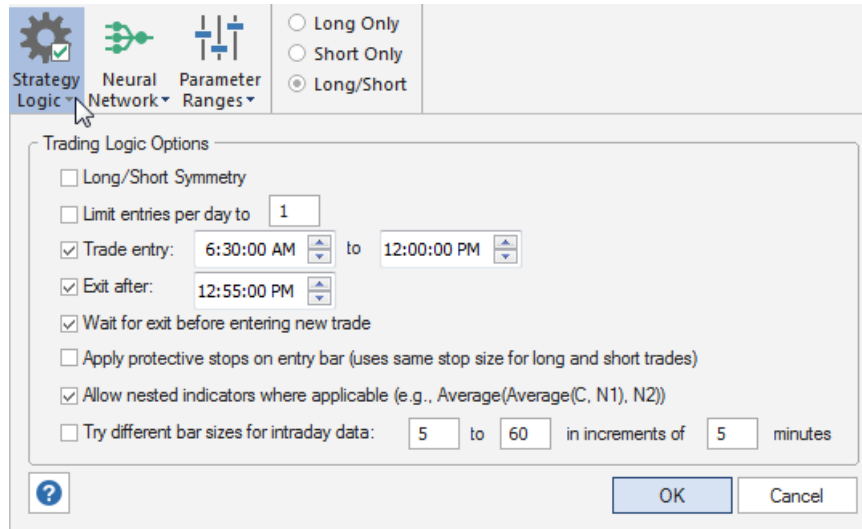 Strategy Logic
Neural Network
Parameter Ranges
Long Only
Short Only
Long/Short
Trading Logic Options
Long/Short Symmetry
Limit entries per day to 1
Trade entry: 6:30:00 AM to 12:00:00 PM
Exit after: 12:55:00 PM
Wait for exit before entering new trade
Apply protective stops on entry bar (uses same stop size for long and short trades)
Allow nested indicators where applicable (e.g., Average(Average(C, N1), N2))
Try different bar sizes for intraday data: 5 to 60 in increments of 5 minutes
?
OK Cancel